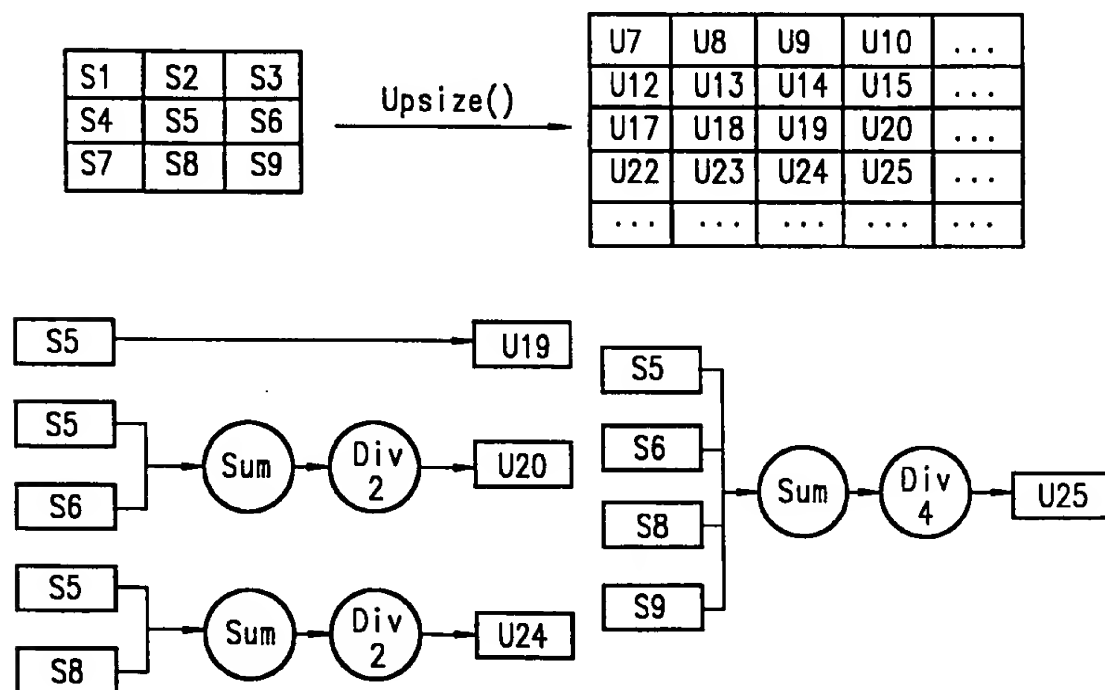 S1 S2 S3
S4 S5 S6
S7 S8 S9
Upsize()
U7 U8 U9 U10 ...
U12 U13 U14 U15 ...
U17 U18 U19 U20 ...
U22 U23 U24 U25 ...
... ... ... ... ...
S5 U19
S5
S6
Sum
Div 2
U20
S5
S8
Sum
Div 2
U24
S5
S6
S8
S9
Sum
Div 4
U25